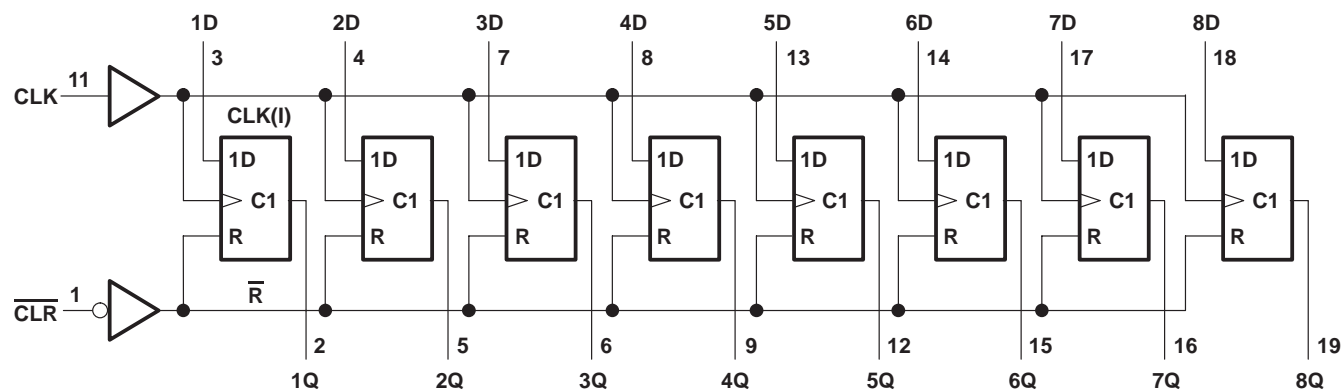 1D 2D 3D 4D 5D 6D 7D 8D
3 4 7 8 13 14 17 18
CLK 11
CLK(I)
1D 1D 1D 1D 1D 1D 1D 1D
C1 C1 C1 C1 C1 C1 C1 C1
R R R R R R R R
CLR 1
R
2 5 6 9 12 15 16 19
1Q 2Q 3Q 4Q 5Q 6Q 7Q 8Q